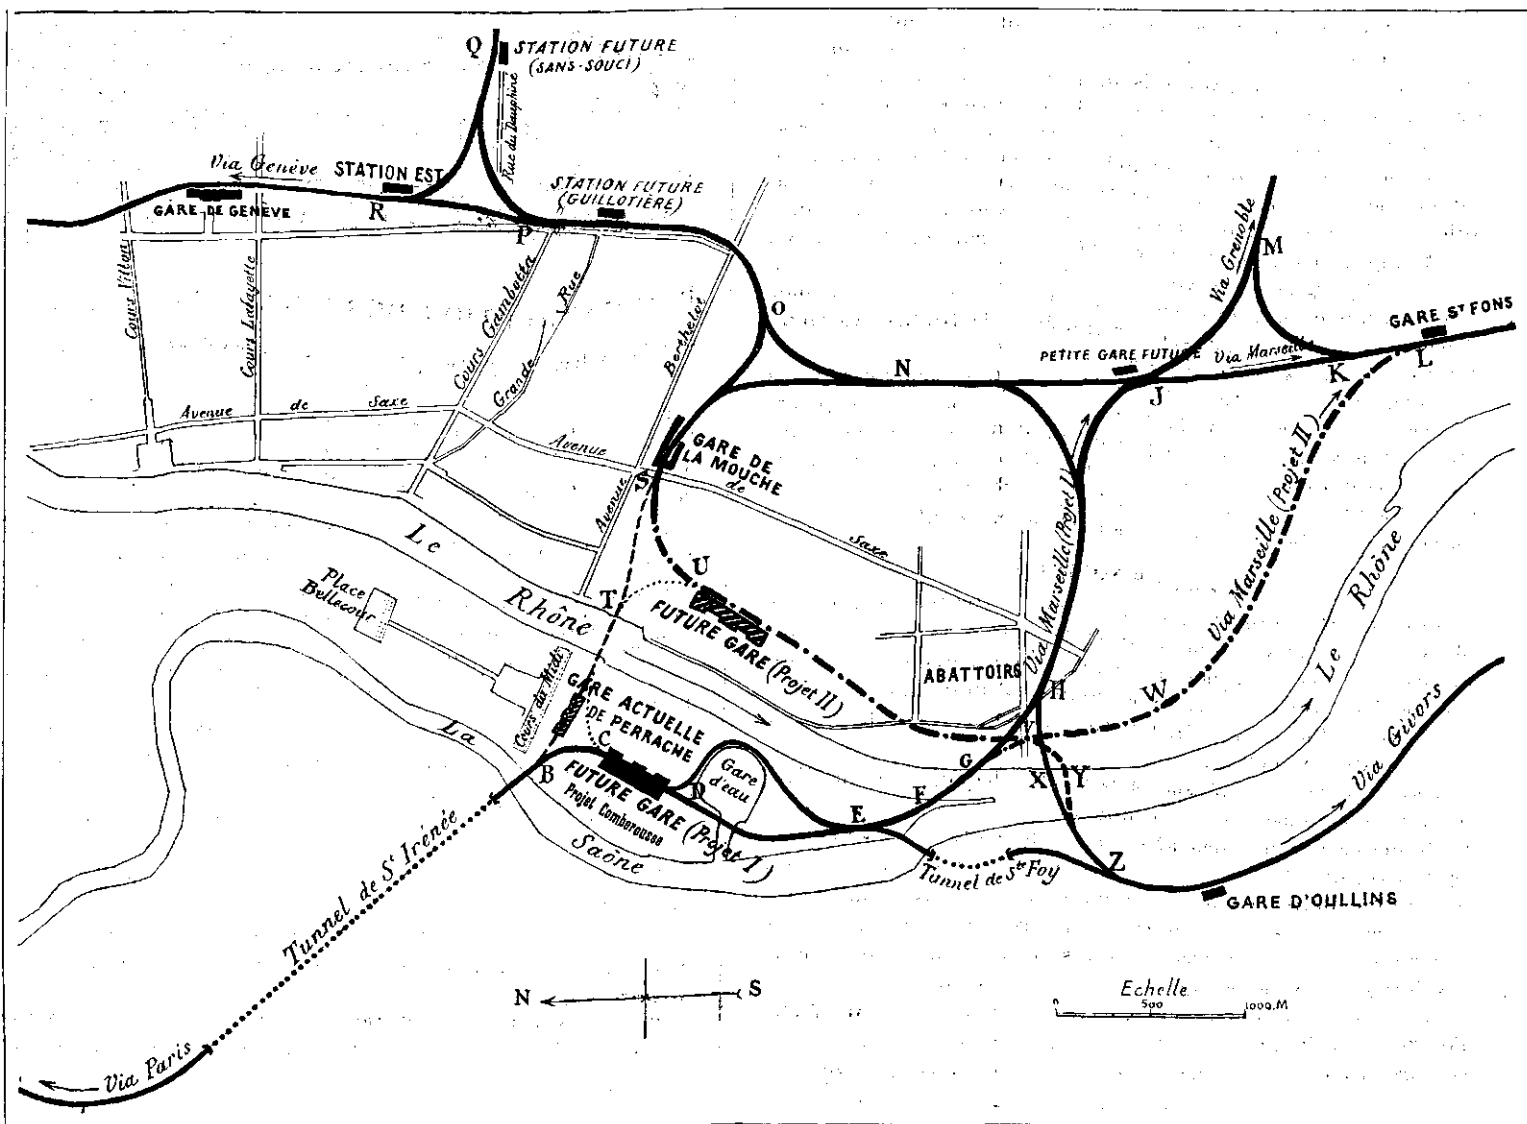 Q
STATION FUTURE
(SANS-SOUCI)
Rue du Dauphiné
Via Genève
STATION EST
STATION FUTURE
(GUILLOTIÈRE)
GARE DE GENÈVE
R
P
Cours Vitton
Cours Lafayette
Cours Gambetta
Grande Rue
Berthelot
Avenue
Avenue de Saxe
Avenue
de
Saxe
O
N
Via Grenoble
M
GARE St FONS
PETITE GARE FUTURE
Via Marseille
J
K
L
GARE DE
LA MOUCHE
S
Via Marseille (Projet I)
Via Marseille (Projet II)
Le Rhône
Le Rhône
Place
Bellecour
T
U
FUTURE GARE (Projet II)
ABATTOIRS
H
W
V
Cours du Midi
GARE ACTUELLE
DE PERRACHE
La Saône
B
C
D
Gare
d'eau
FUTURE GARE (Projet I)
Projet Comberousse
E
F
G
X
Y
Z
Via Givors
Tunnel de Ste Foy
GARE D'OULLINS
Tunnel de St Irénée
Via Paris
N
S
Echelle
0
500
1000.M